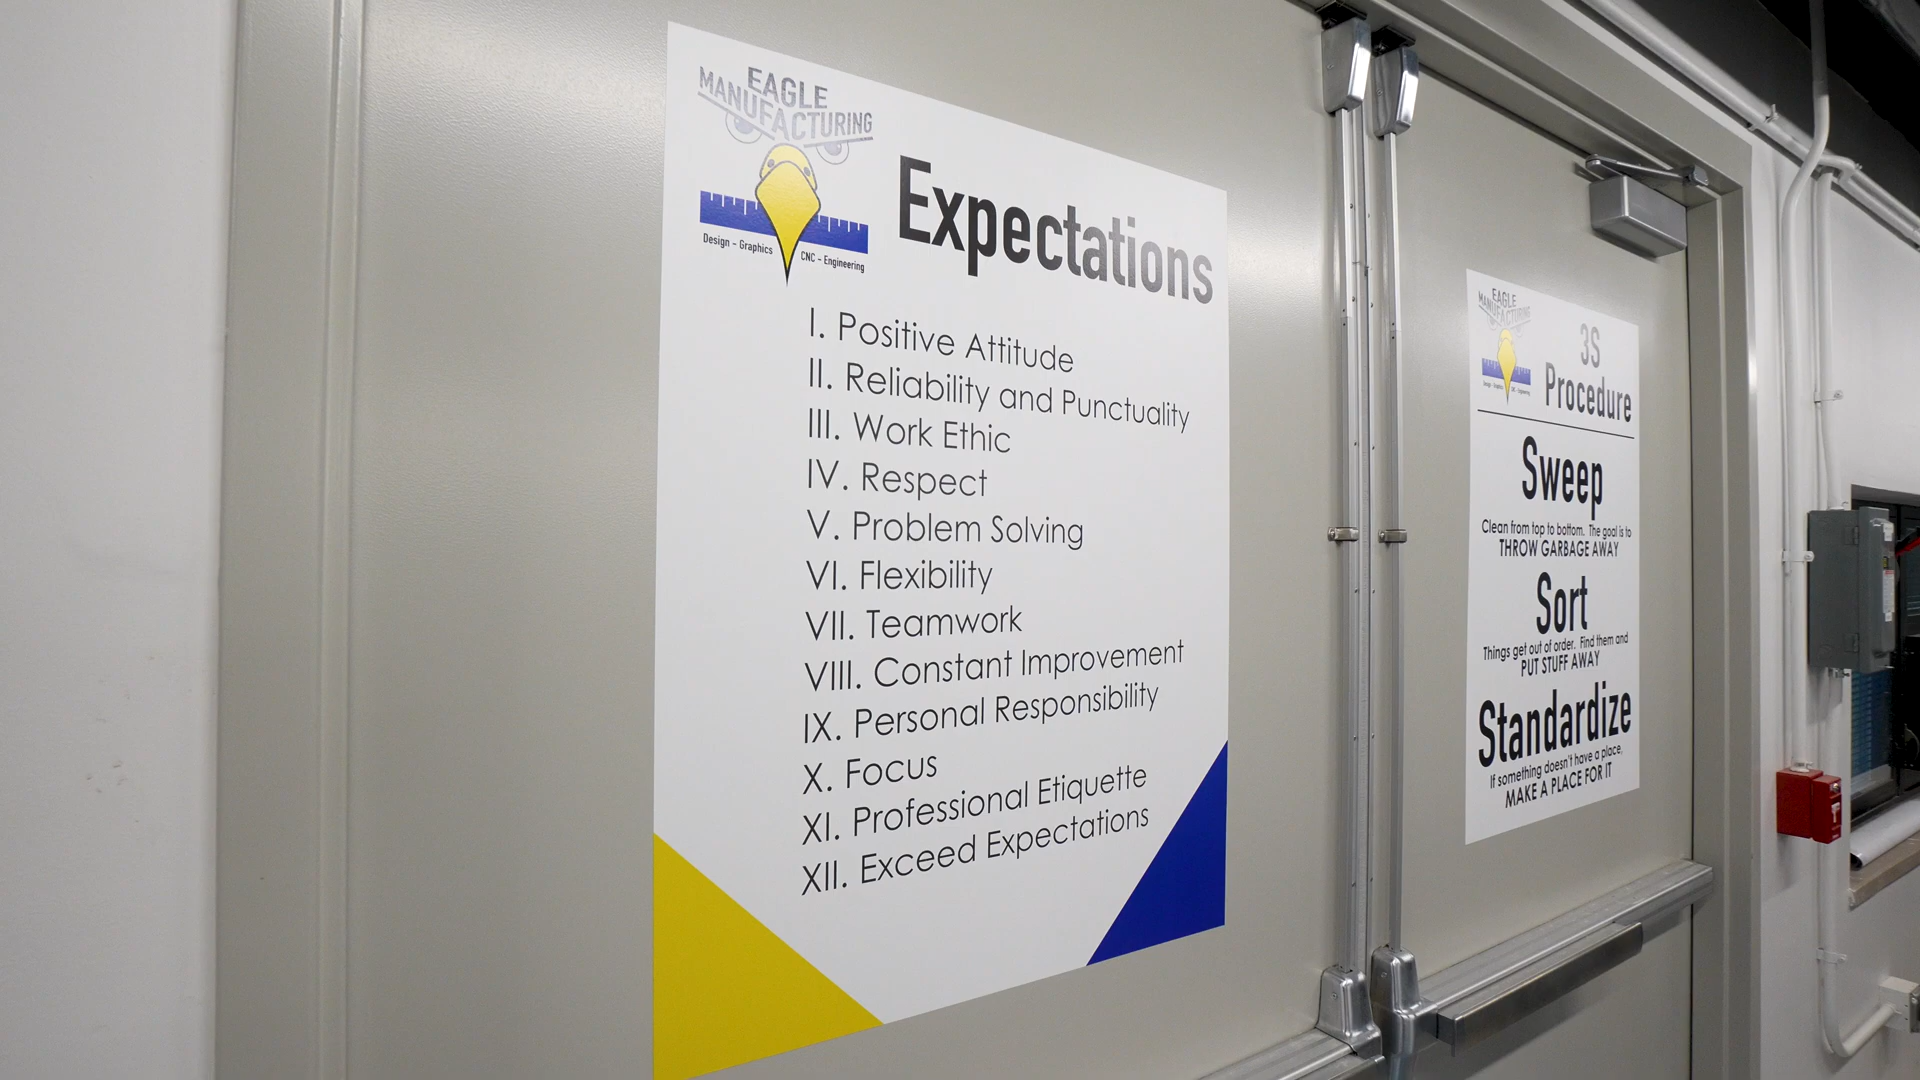 EAGLE
MANUFACTURING
Design - Graphics
CNC - Engineering
Expectations
I. Positive Attitude
II. Reliability and Punctuality
III. Work Ethic
IV. Respect
V. Problem Solving
VI. Flexibility
VII. Teamwork
VIII. Constant Improvement
IX. Personal Responsibility
X. Focus
XI. Professional Etiquette
XII. Exceed Expectations
EAGLE
MANUFACTURING
Design - Graphics
CNC - Engineering
3S
Procedure
Sweep
Clean from top to bottom. The goal is to
THROW GARBAGE AWAY
Sort
Things get out of order. Find them and
PUT STUFF AWAY
Standardize
If something doesn't have a place,
MAKE A PLACE FOR IT